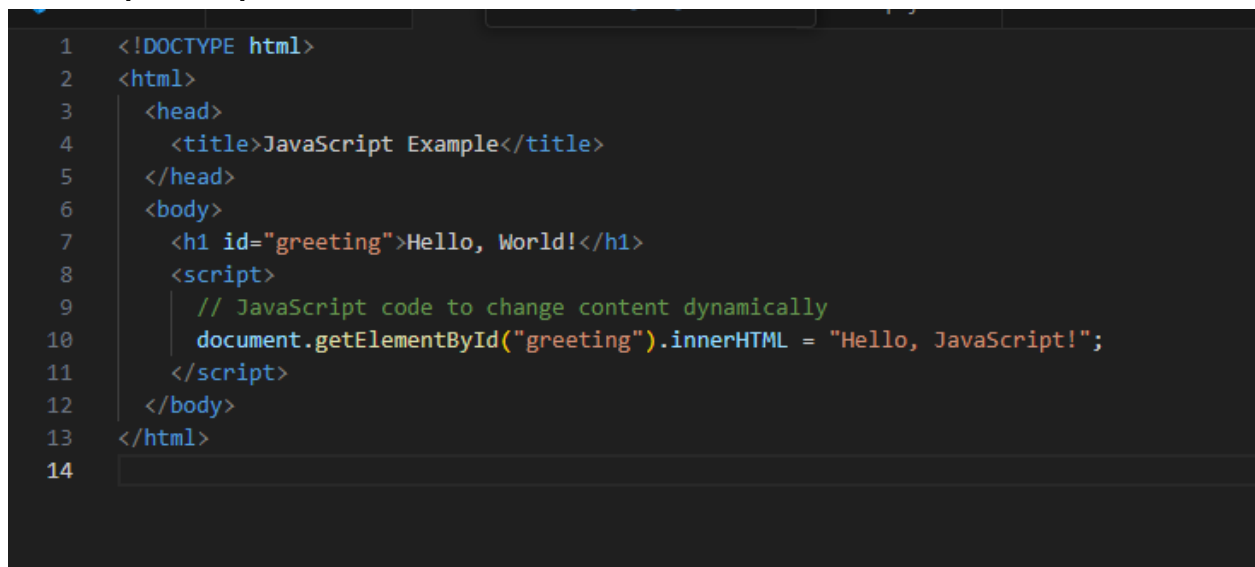 1 <!DOCTYPE html>
2 <html>
3 <head>
4 <title>JavaScript Example</title>
5 </head>
6 <body>
7 <h1 id="greeting">Hello, World!</h1>
8 <script>
9 // JavaScript code to change content dynamically
10 document.getElementById("greeting").innerHTML = "Hello, JavaScript!";
11 </script>
12 </body>
13 </html>
14